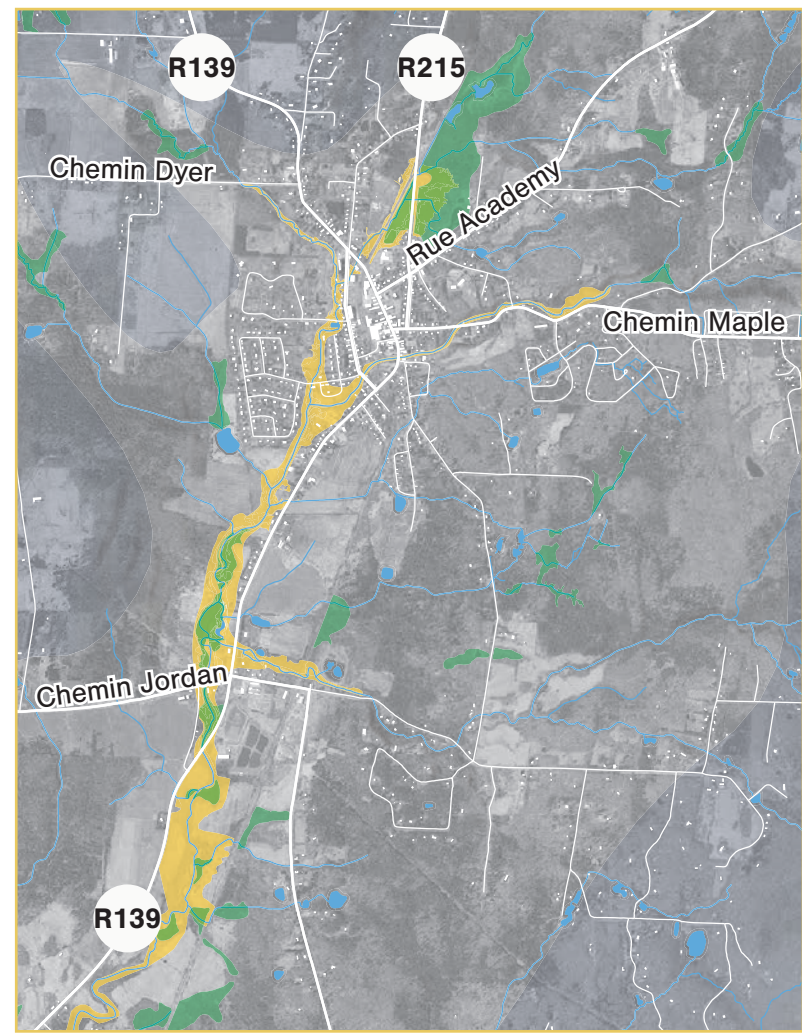 R139
R215
Chemin Dyer
Rue Academy
Chemin Maple
Chemin Jordan
R139